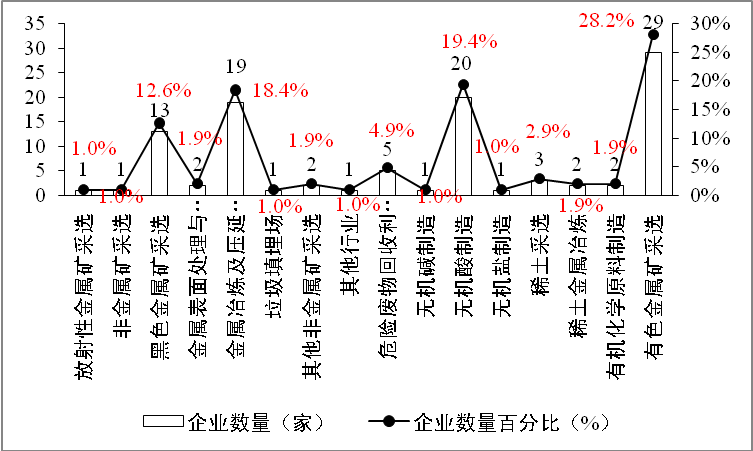 35
30
25
20
15
10
5
0
30%
25%
20%
15%
10%
5%
0%
1
1
13
2
19
1
2
1
5
1
20
1
3
2
2
29
1.0%
1.0%
12.6%
1.9%
18.4%
1.0%
1.9%
1.0%
4.9%
1.0%
19.4%
1.0%
2.9%
1.9%
1.9%
28.2%
放射性金属矿采选
非金属矿采选
黑色金属矿采选
金属表面处理与..
金属冶炼及压延..
垃圾填埋场
其他非金属矿采选
其他行业
危险废物回收利..
无机碱制造
无机酸制造
无机盐制造
稀土采选
稀土金属冶炼
有机化学原料制造
有色金属矿采选
企业数量（家）
企业数量百分比（%）